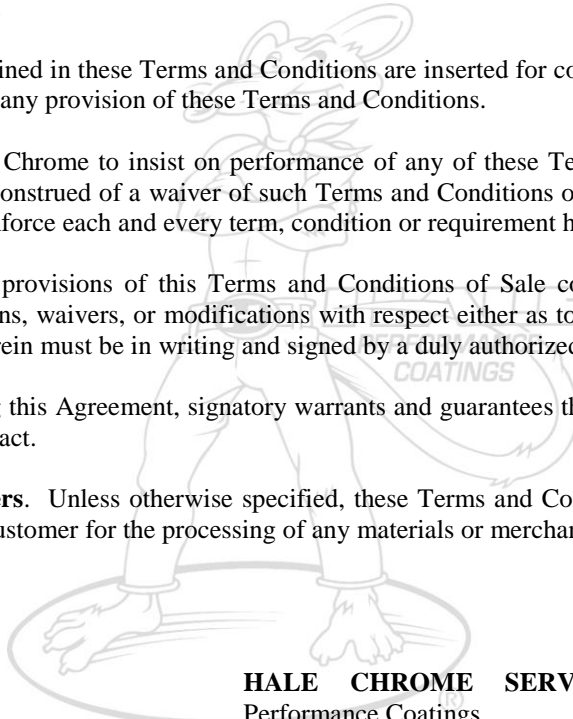 ined in these Terms and Conditions are inserted for co
any provision of these Terms and Conditions.
Chrome to insist on performance of any of these Te
onstrued of a waiver of such Terms and Conditions o
nforce each and every term, condition or requirement h
provisions of this Terms and Conditions of Sale co
ns, waivers, or modifications with respect either as to
rein must be in writing and signed by a duly authorized
COATINGS
g this Agreement, signatory warrants and guarantees th
act.
ers. Unless otherwise specified, these Terms and Co
ustomer for the processing of any materials or merchan
HALE CHROME SERV
Performance Coatings